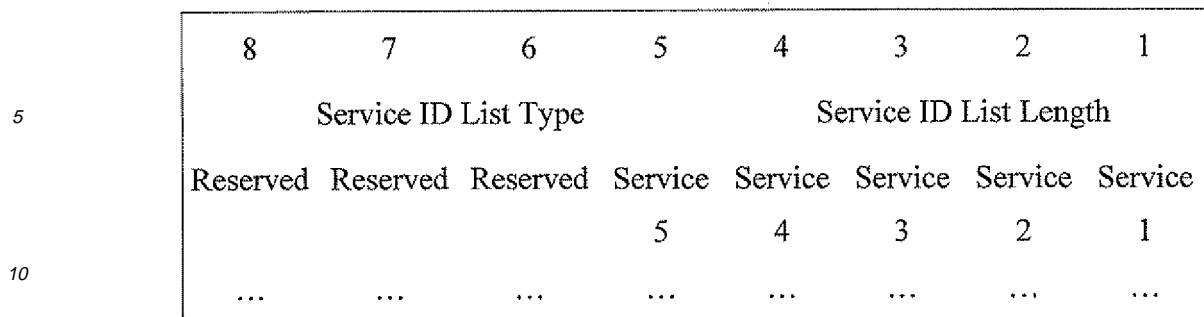 8 7 6 5 4 3 2 1
5 Service ID List Type Service ID List Length
Reserved Reserved Reserved Service Service Service Service Service
5 4 3 2 1
10 ... ... ... ... ... ... ... ...